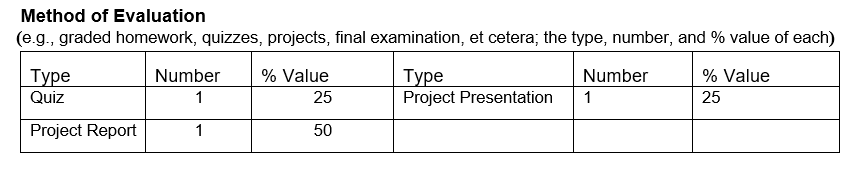 Method of Evaluation
(e.g., graded homework, quizzes, projects, final examination, et cetera; the type, number, and % value of each)
Type Number % Value Type Number % Value
Quiz 1 25 Project Presentation 1 25
Project Report 1 50